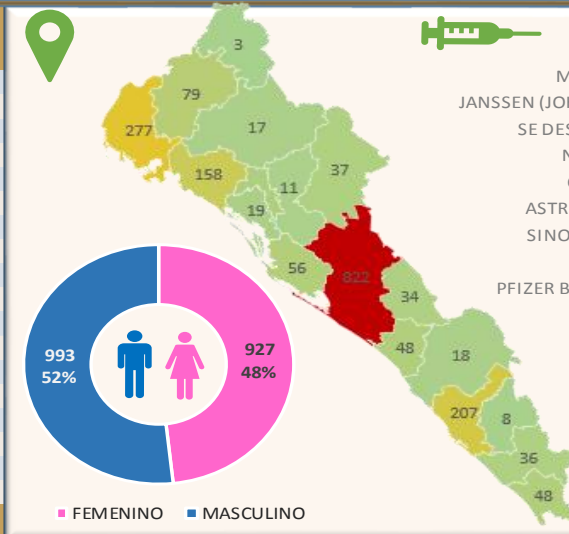 3
79
277
17
158
37
11
19
56
822
34
48
18
207
8
36
48
993
52%
927
48%
FEMENINO MASCULINO
M
JANSSEN (JO
SE DES
N
ASTR
SINO
PFIZER B